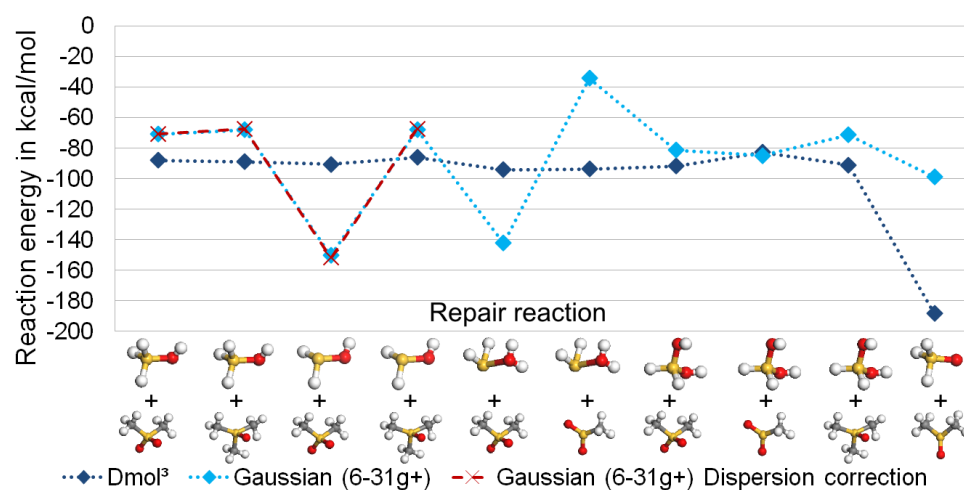 0
-20
-40
-60
-80
-100
-120
-140
-160
-180
-200
Reaction energy in kcal/mol
Repair reaction
+ + + + + + + + + +
Dmol³ Gaussian (6-31g+) Gaussian (6-31g+) Dispersion correction